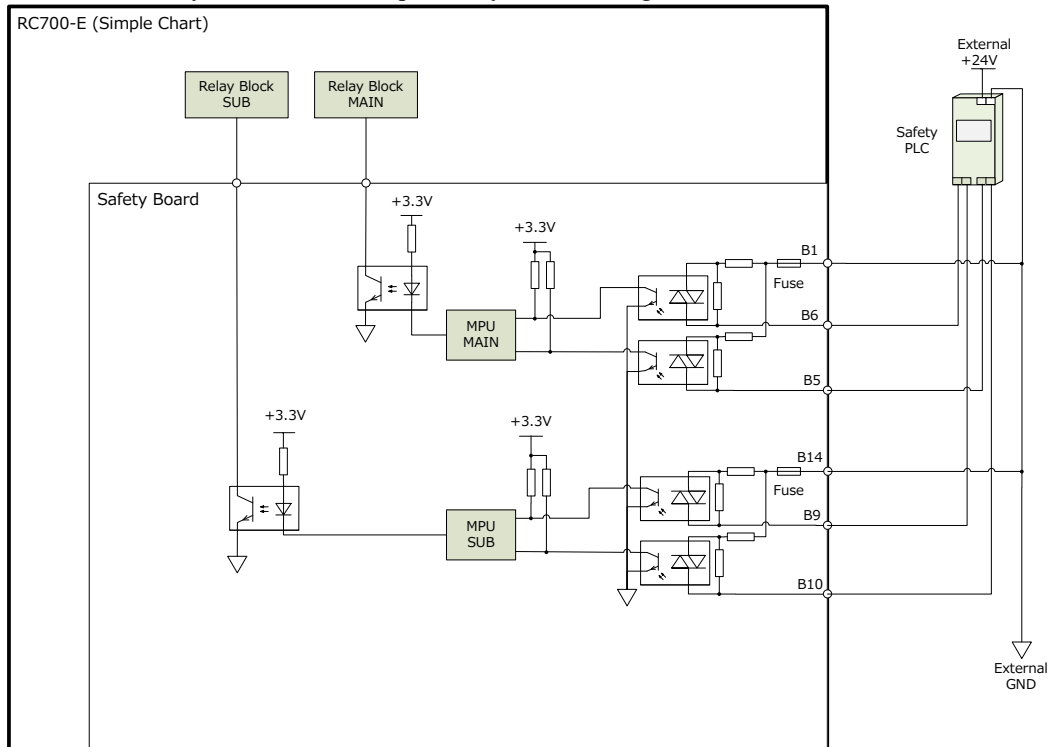 RC700-E (Simple Chart)
External
+24V
Relay Block
SUB
Relay Block
MAIN
Safety
PLC
Safety Board
+3.3V
+3.3V
B1
Fuse
B6
MPU
MAIN
B5
+3.3V
+3.3V
B14
Fuse
B9
MPU
SUB
B10
External
GND